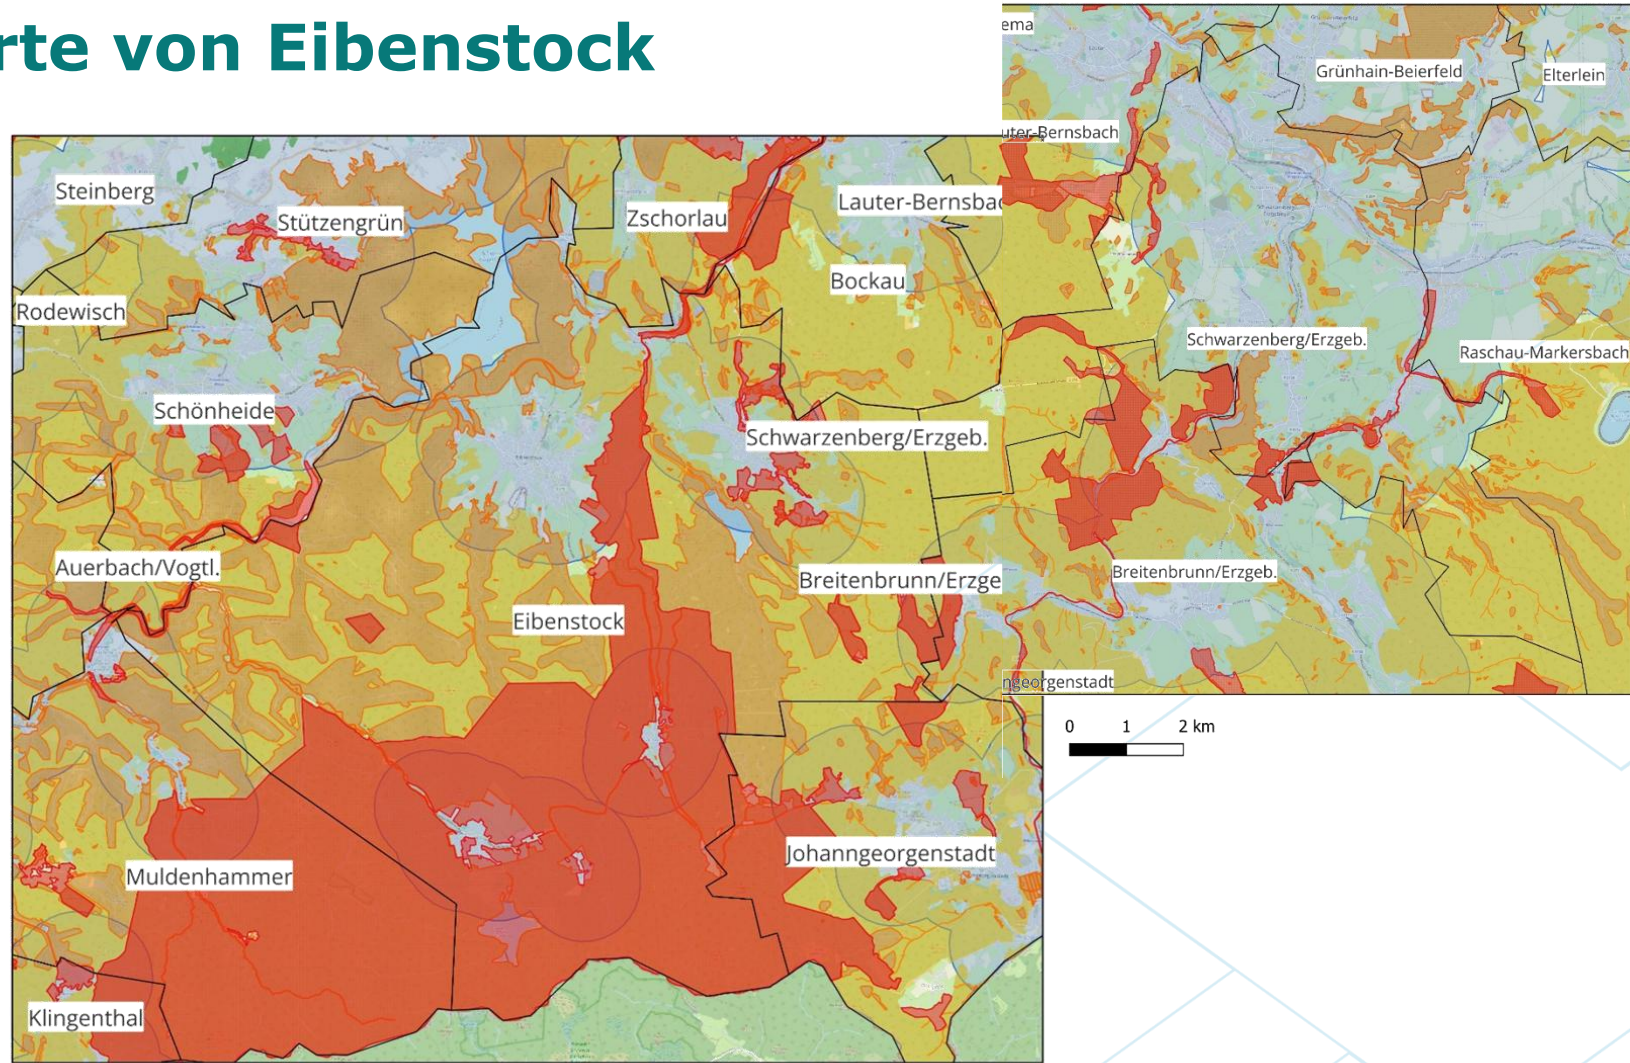 rte von Eibenstock
ema
Grünhain-Beierfeld
Elterlein
uter-Bernsbach
Steinberg
Stützengrün
Zschorlau
Lauter-Bernsbac
Bockau
Rodewisch
Schwarzenberg/Erzgeb.
Raschau-Markersbach
Schönheide
Schwarzenberg/Erzgeb.
Auerbach/Vogtl.
Breitenbrunn/Erzge
Breitenbrunn/Erzgeb.
Eibenstock
ngeorgenstadt
0 1 2 km
Johanngeorgenstadt
Muldenhammer
Klingenthal